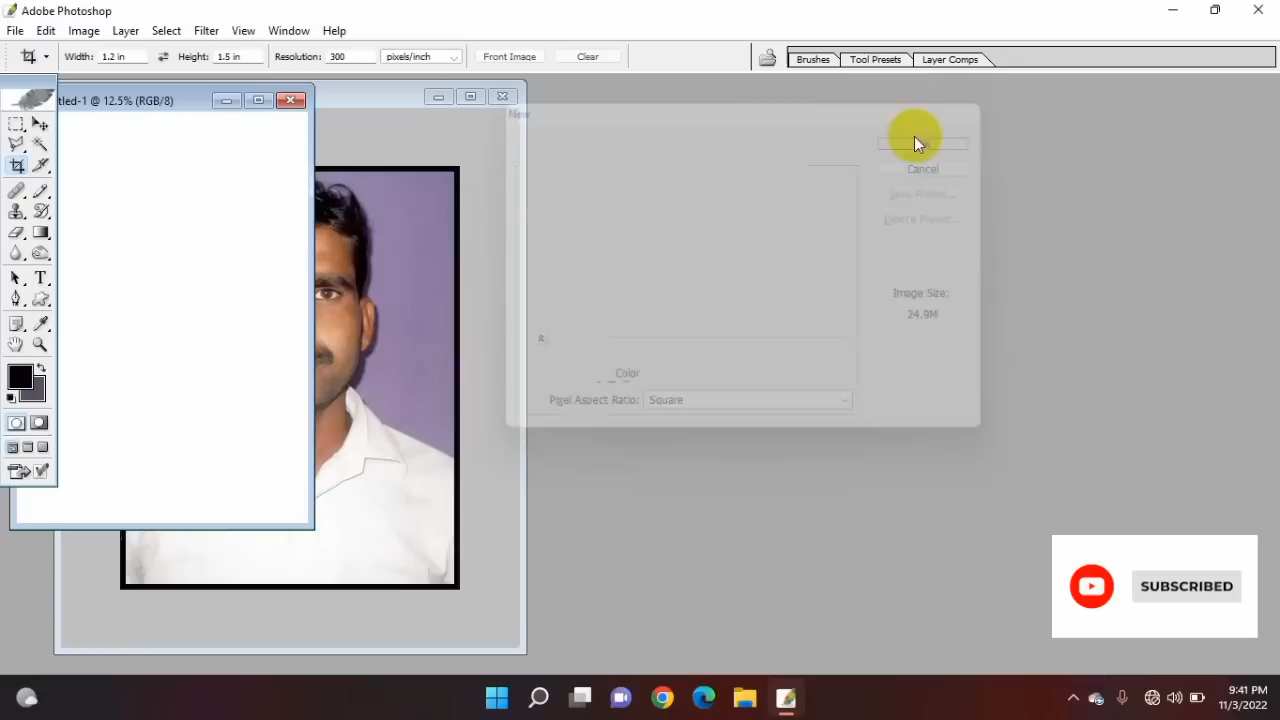 Adobe Photoshop
File Edit Image Layer Select Filter View Window Help
Width: 1.2 in Height: 1.5 in Resolution: 300 pixels/inch Front Image Clear
Brushes Tool Presets Layer Comps
tled-1 @ 12.5% (RGB/8)
New
Cancel
Save Preset...
Delete Preset...
Image Size:
24.9M
Color
Pixel Aspect Ratio: Square
SUBSCRIBED
9:41 PM
11/3/2022